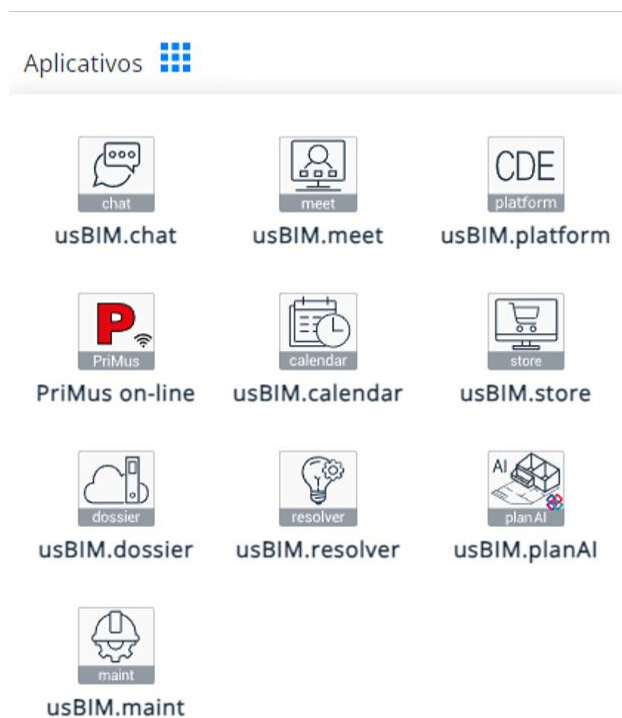 Aplicativos
chat meet CDE platform
usBIM.chat usBIM.meet usBIM.platform
P PriMus calendar store
PriMus on-line usBIM.calendar usBIM.store
dossier resolver AI plan AI
usBIM.dossier usBIM.resolver usBIM.planAI
maint
usBIM.maint